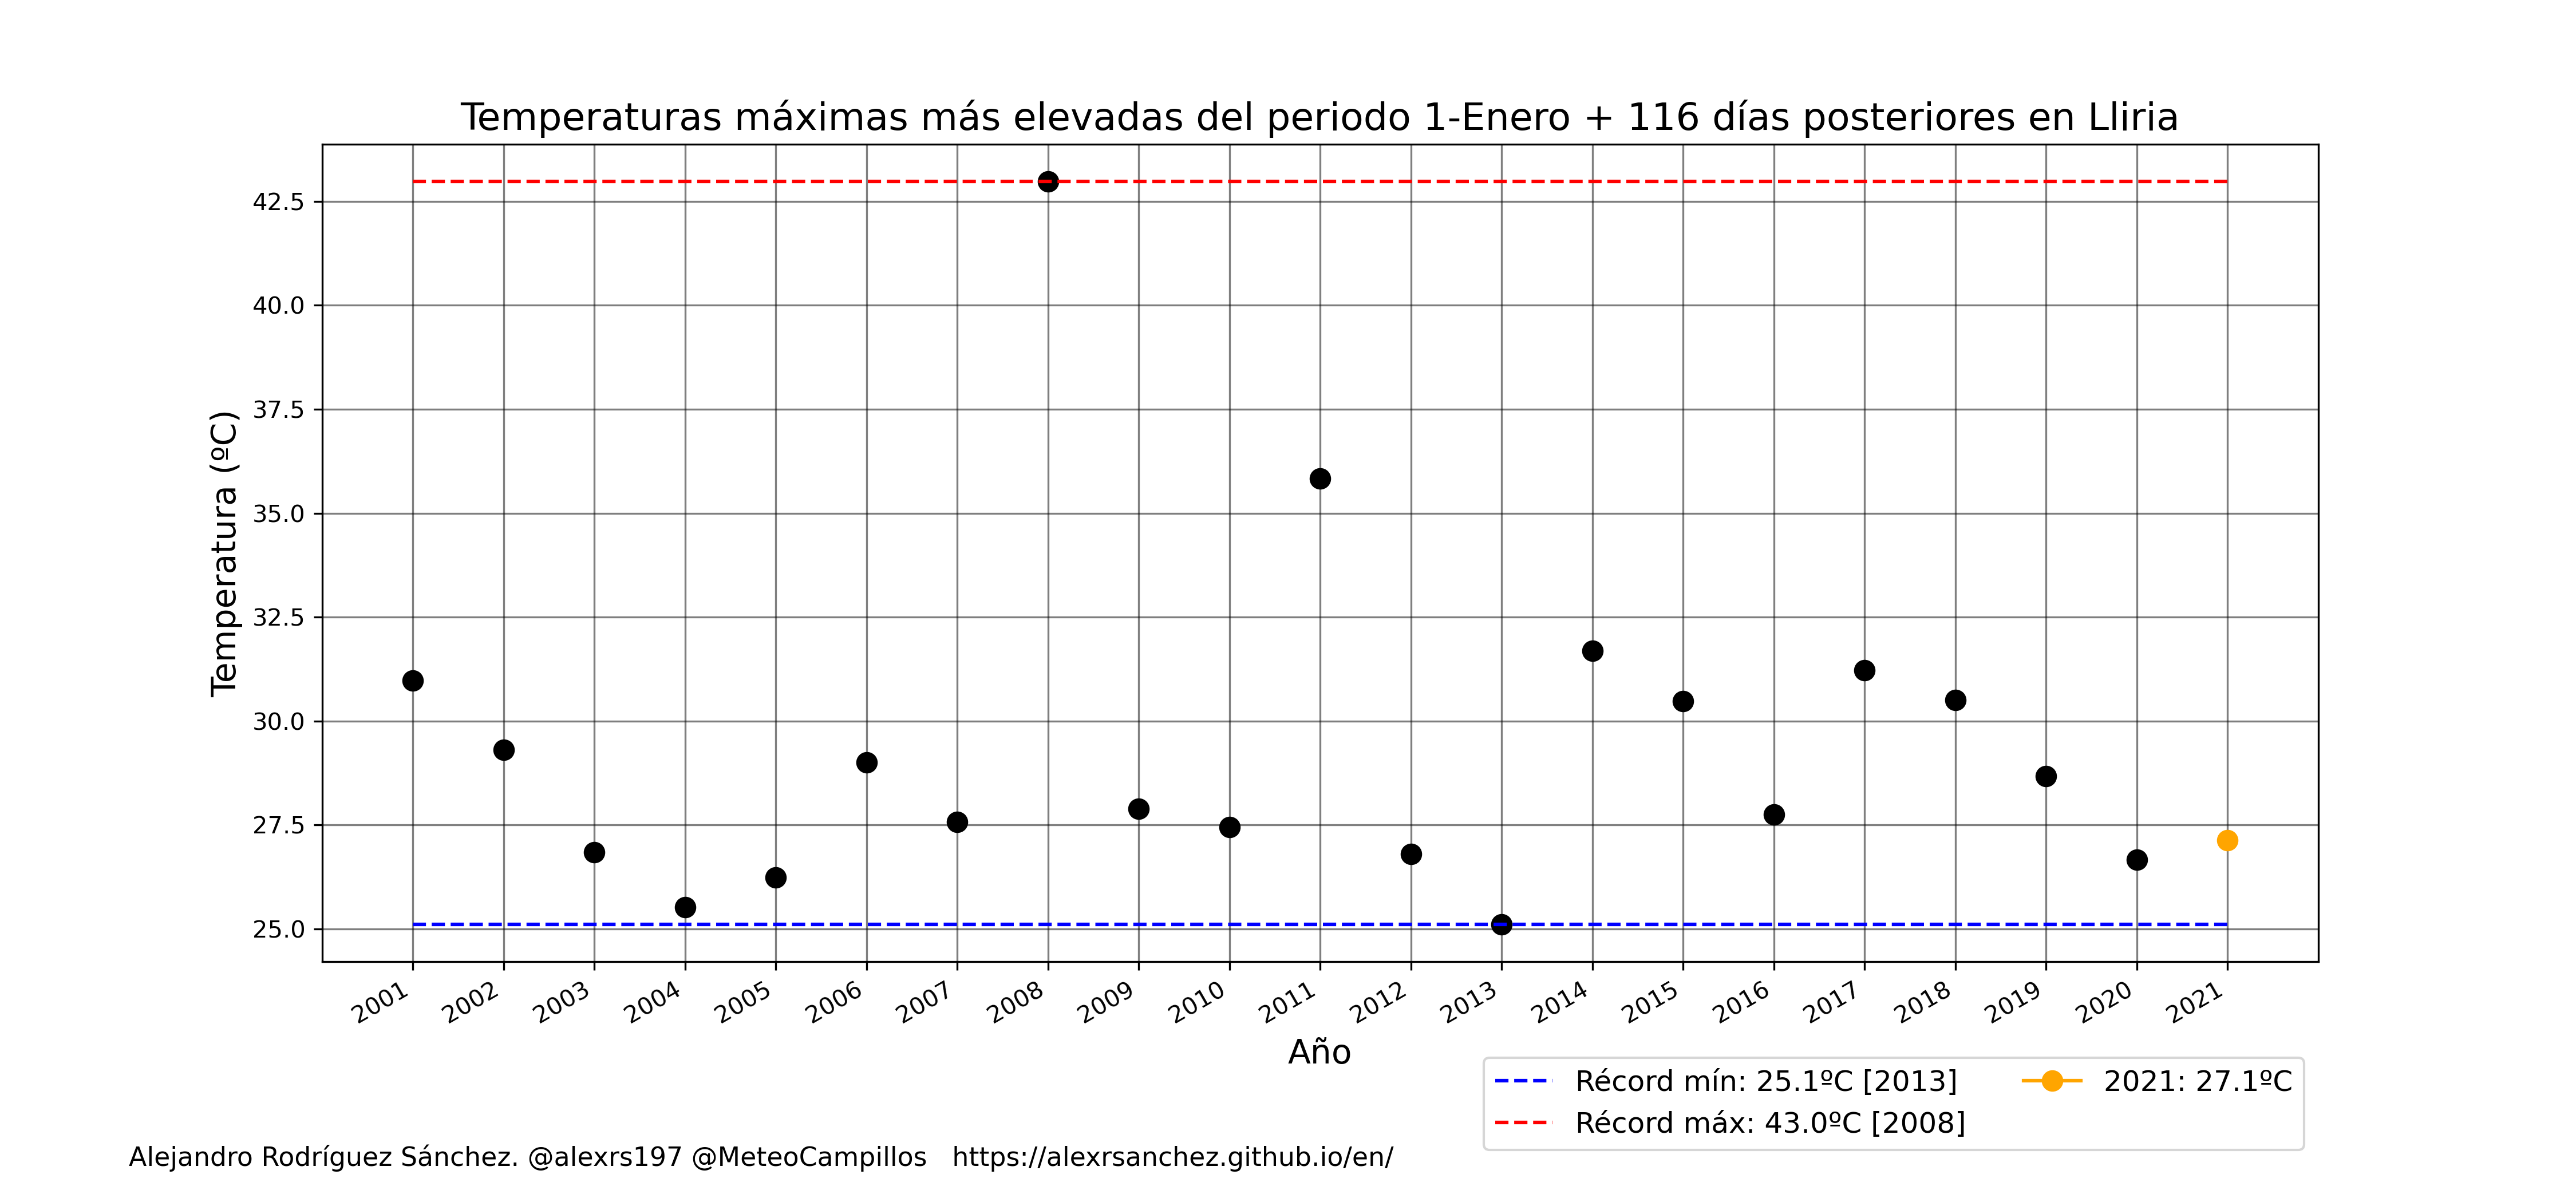 Temperaturas máximas más elevadas del periodo 1-Enero + 116 días posteriores en Lliria
Temperatura (ºC)
42.5
40.0
37.5
35.0
32.5
30.0
27.5
25.0
2001 2002 2003 2004 2005 2006 2007 2008 2009 2010 2011 2012 2013 2014 2015 2016 2017 2018 2019 2020 2021
Año
Récord mín: 25.1ºC [2013]
Récord máx: 43.0ºC [2008]
2021: 27.1ºC
Alejandro Rodríguez Sánchez. @alexrs197 @MeteoCampillos https://alexrsanchez.github.io/en/